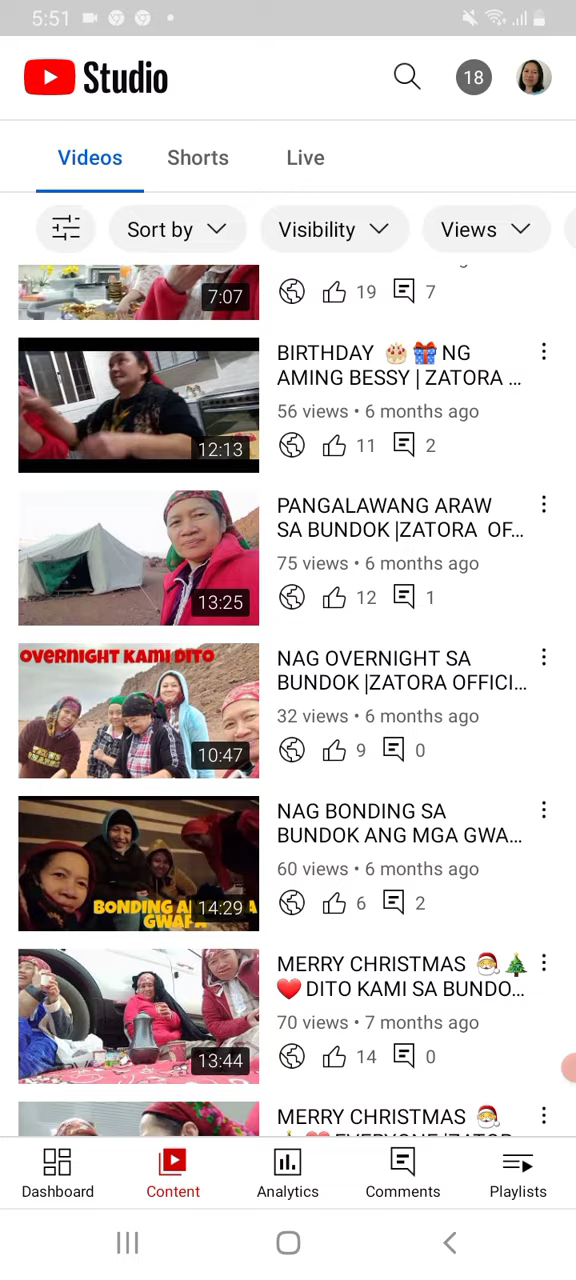 5:51
Studio
18
Videos Shorts Live
Sort by Visibility Views
7:07
19 7
BIRTHDAY 🎂🎁 NG
AMING BESSY | ZATORA ...
56 views • 6 months ago
11 2
12:13
PANGALAWANG ARAW
SA BUNDOK |ZATORA OF...
75 views • 6 months ago
12 1
13:25
OVERNIGHT KAMI DITO
10:47
NAG OVERNIGHT SA
BUNDOK |ZATORA OFFICI...
32 views • 6 months ago
9 0
BONDING
GWAPA
14:29
NAG BONDING SA
BUNDOK ANG MGA GWA...
60 views • 6 months ago
6 2
13:44
MERRY CHRISTMAS 🎅🎄
❤️ DITO KAMI SA BUNDO...
70 views • 7 months ago
14 0
MERRY CHRISTMAS 🎅
Dashboard Content Analytics Comments Playlists